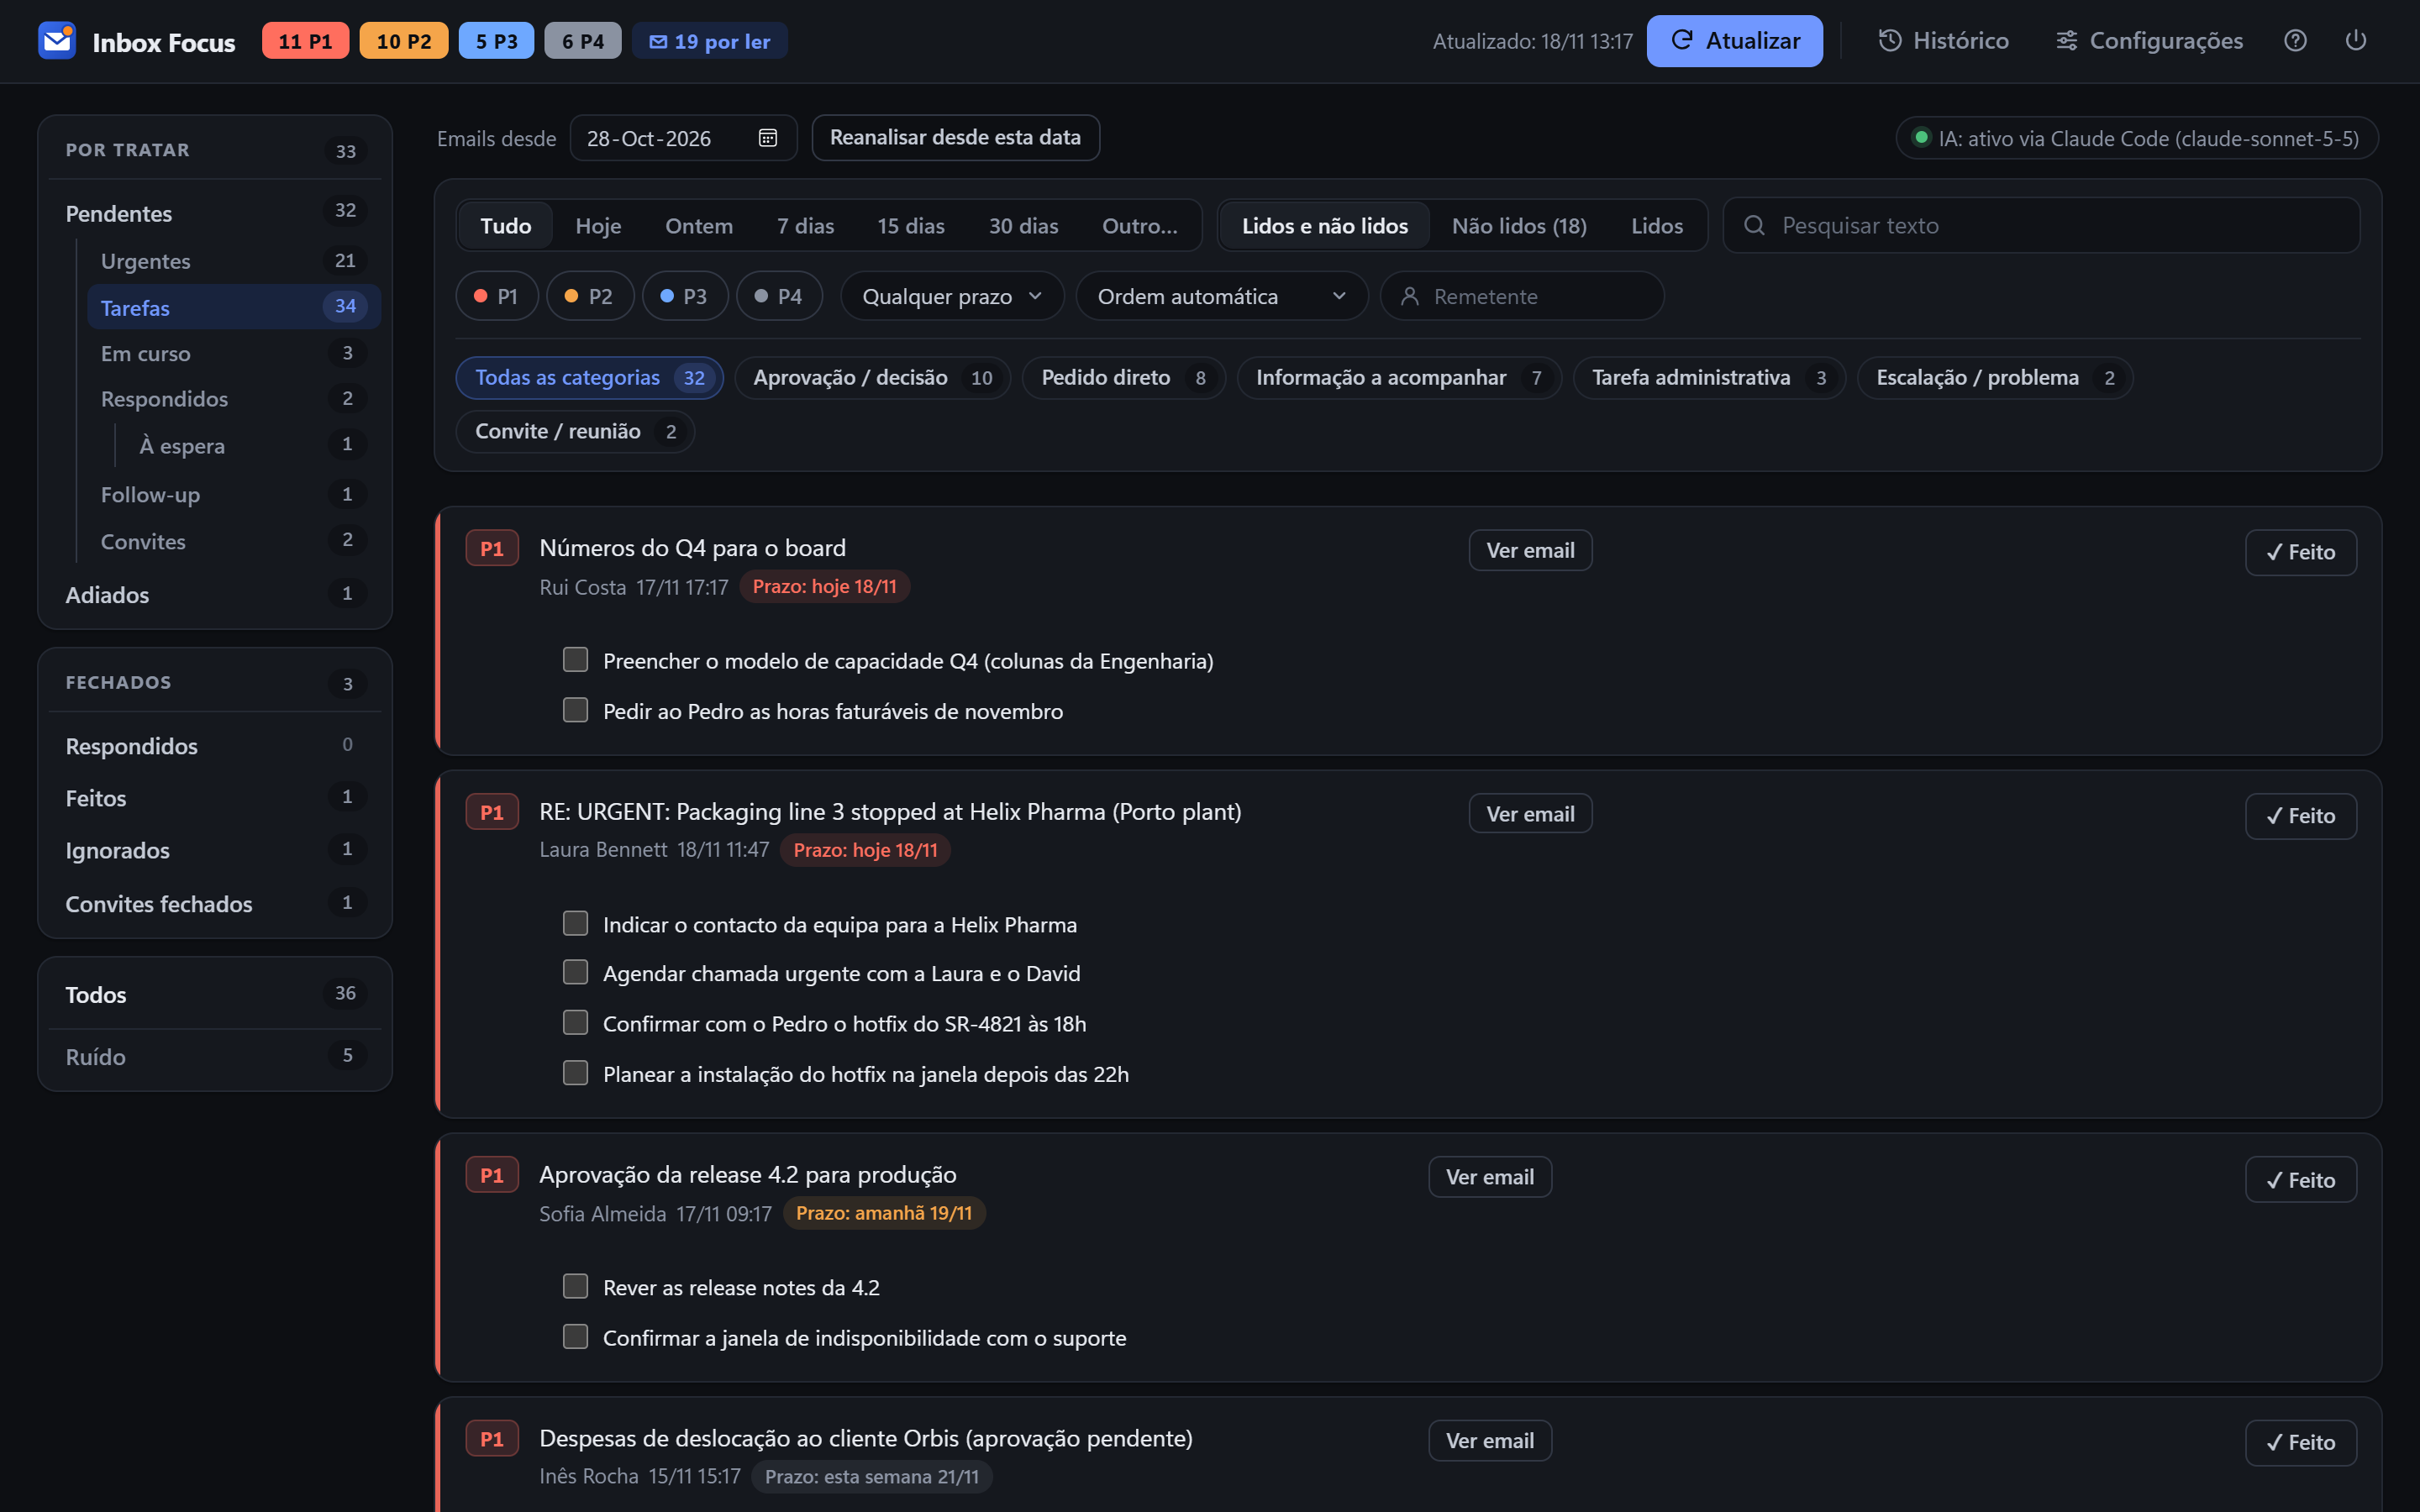 Inbox Focus 11 P1 10 P2 5 P3 6 P4 19 por ler Atualizado: 18/11 13:17 Atualizar Histórico Configurações
POR TRATAR 33
Pendentes 32
Urgentes 21
Tarefas 34
Em curso 3
Respondidos 2
À espera 1
Follow-up 1
Convites 2
Adiados 1
FECHADOS 3
Respondidos 0
Feitos 1
Ignorados 1
Convites fechados 1
Todos 36
Ruído 5
Emails desde 28-Oct-2026 Reanalisar desde esta data IA: ativo via Claude Code (claude-sonnet-5-5)
Tudo Hoje Ontem 7 dias 15 dias 30 dias Outro... Lidos e não lidos Não lidos (18) Lidos Pesquisar texto
P1 P2 P3 P4 Qualquer prazo Ordem automática Remetente
Todas as categorias 32 Aprovação / decisão 10 Pedido direto 8 Informação a acompanhar 7 Tarefa administrativa 3 Escalação / problema 2
Convite / reunião 2
P1 Números do Q4 para o board Ver email ✓ Feito
Rui Costa 17/11 17:17 Prazo: hoje 18/11
Preencher o modelo de capacidade Q4 (colunas da Engenharia)
Pedir ao Pedro as horas faturáveis de novembro
P1 RE: URGENT: Packaging line 3 stopped at Helix Pharma (Porto plant) Ver email ✓ Feito
Laura Bennett 18/11 11:47 Prazo: hoje 18/11
Indicar o contacto da equipa para a Helix Pharma
Agendar chamada urgente com a Laura e o David
Confirmar com o Pedro o hotfix do SR-4821 às 18h
Planear a instalação do hotfix na janela depois das 22h
P1 Aprovação da release 4.2 para produção Ver email ✓ Feito
Sofia Almeida 17/11 09:17 Prazo: amanhã 19/11
Rever as release notes da 4.2
Confirmar a janela de indisponibilidade com o suporte
P1 Despesas de deslocação ao cliente Orbis (aprovação pendente) Ver email ✓ Feito
Inês Rocha 15/11 15:17 Prazo: esta semana 21/11